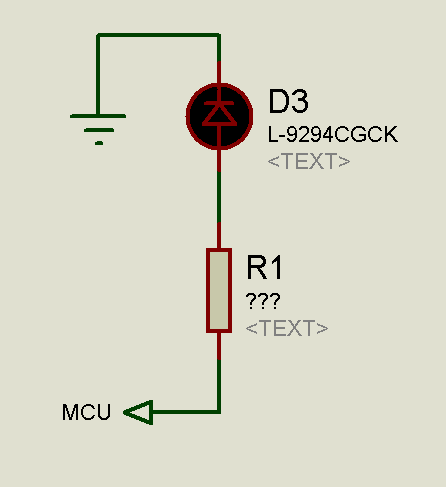 D3
L-9294CGCK
<TEXT>
R1
???
<TEXT>
MCU